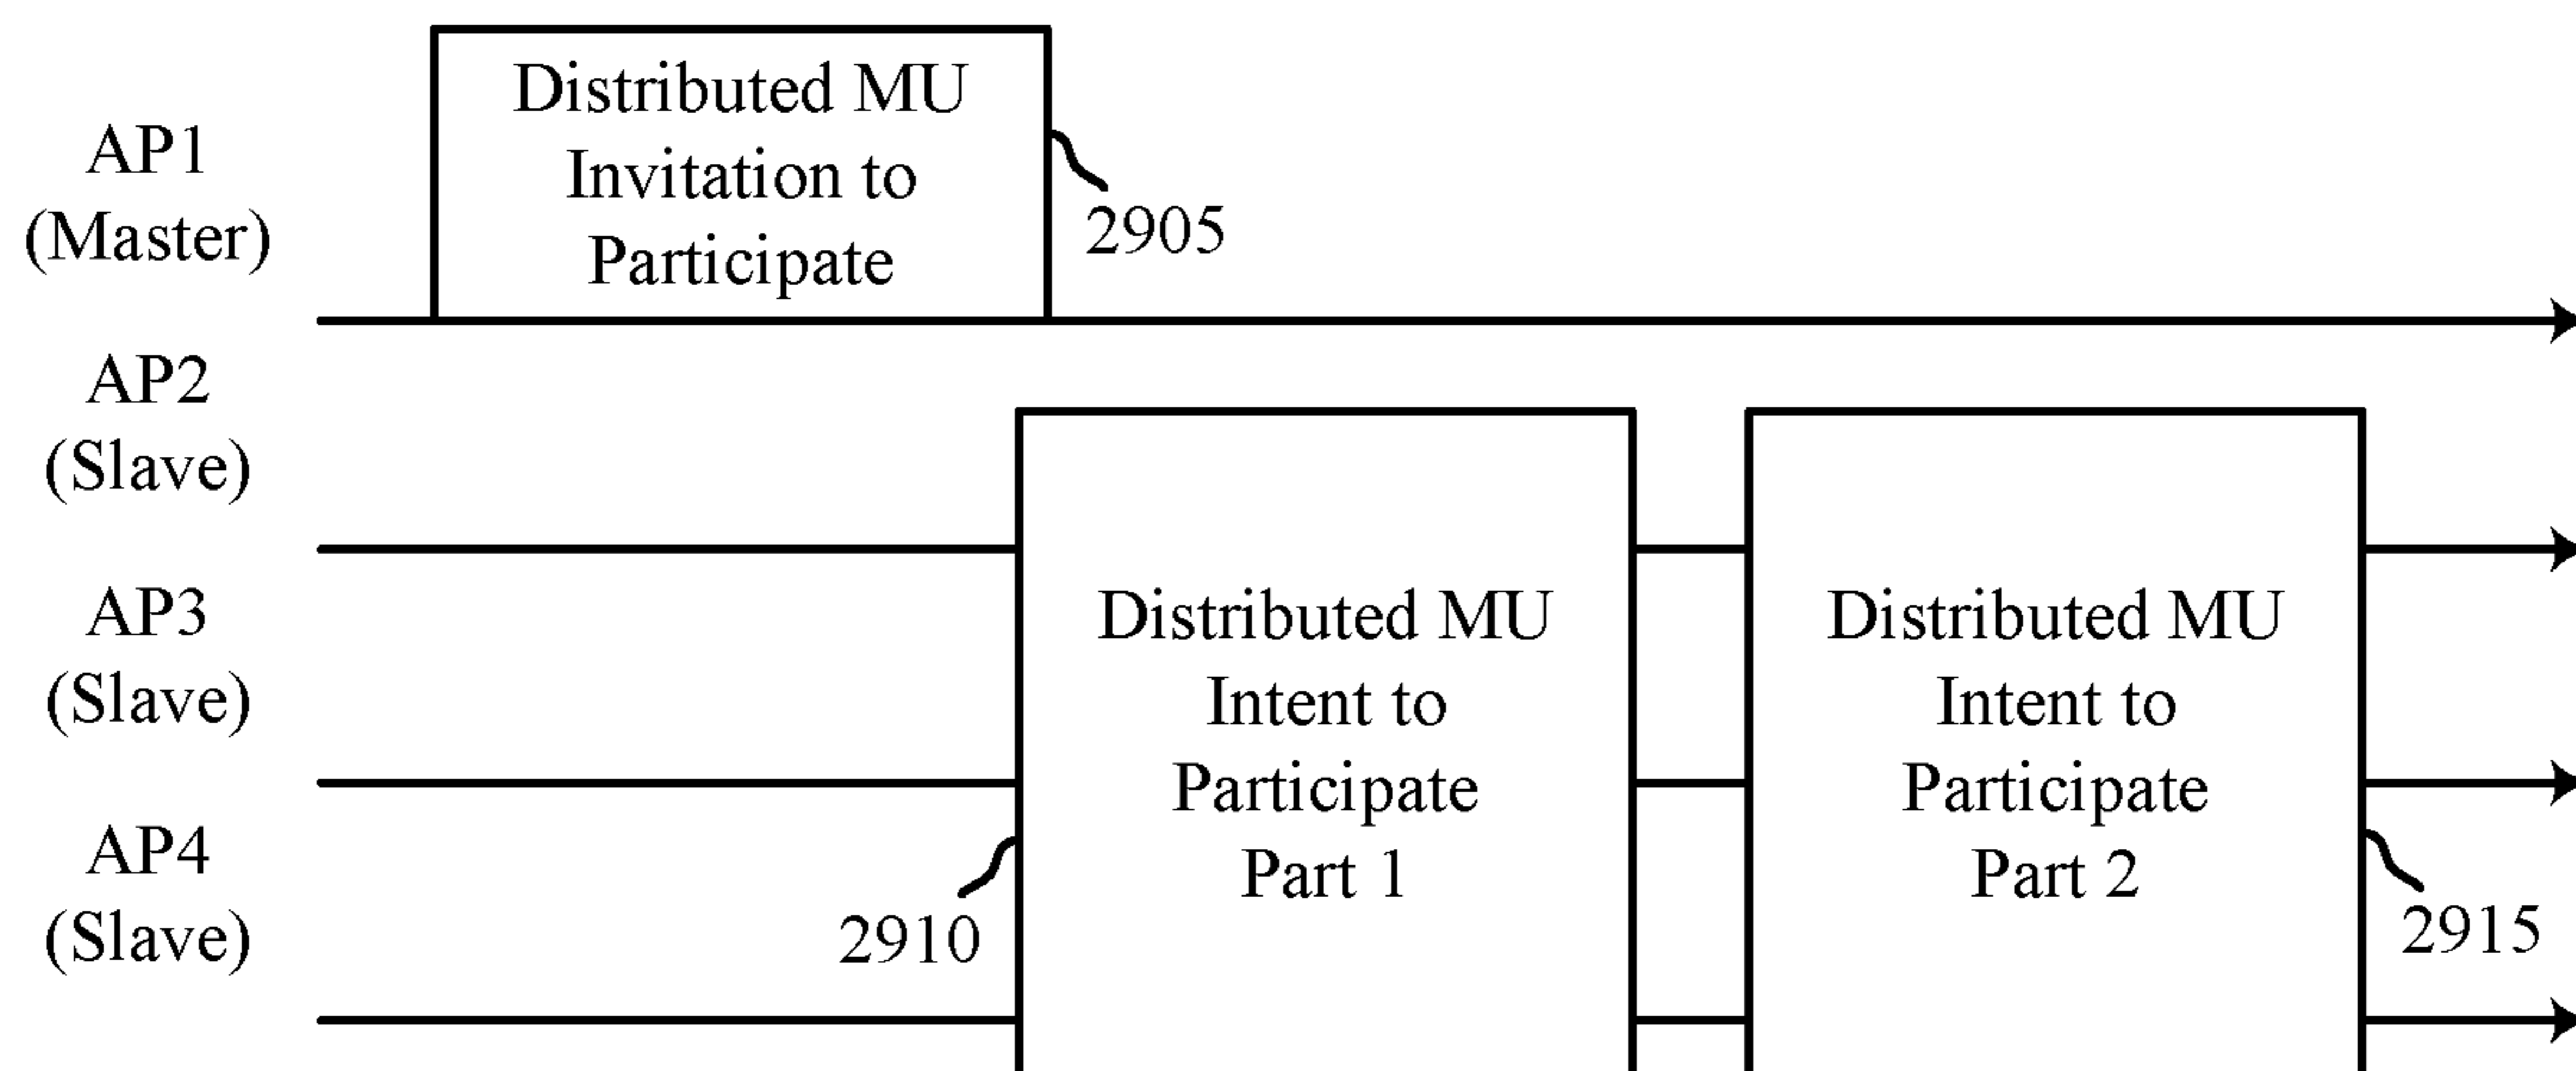 Distributed MU
Invitation to
Participate
AP1
(Master)
2905
AP2
(Slave)
AP3
(Slave)
AP4
(Slave)
Distributed MU
Intent to
Participate
Part 1
2910
Distributed MU
Intent to
Participate
Part 2
2915